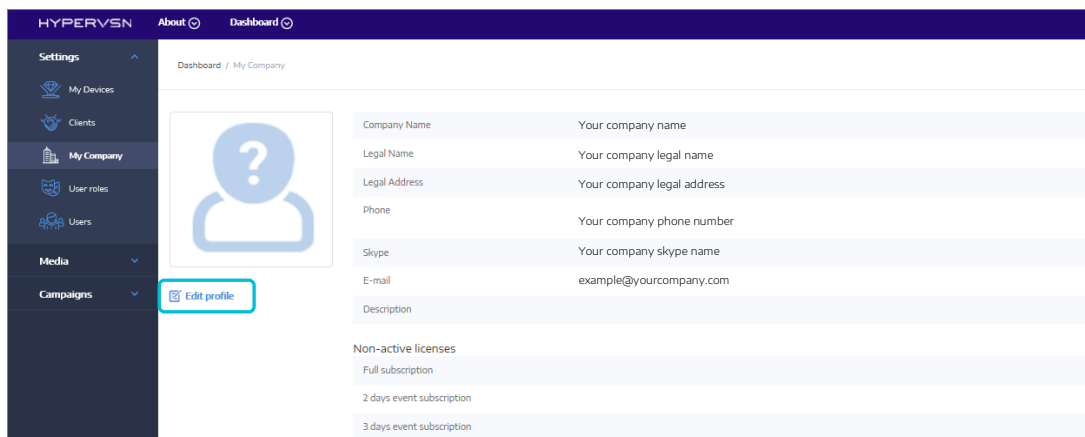 HYPERVSN About Dashboard
Settings
My Devices
Clients
My Company
User roles
Users
Media
Campaigns
Dashboard / My Company
?
Edit profile
Company Name Your company name
Legal Name Your company legal name
Legal Address Your company legal address
Phone Your company phone number
Skype Your company skype name
E-mail example@yourcompany.com
Description
Non-active licenses
Full subscription
2 days event subscription
3 days event subscription